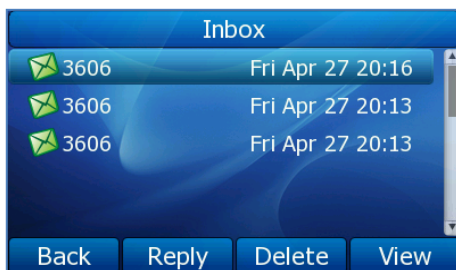 Inbox
3606 Fri Apr 27 20:16
3606 Fri Apr 27 20:13
3606 Fri Apr 27 20:13
Back Reply Delete View